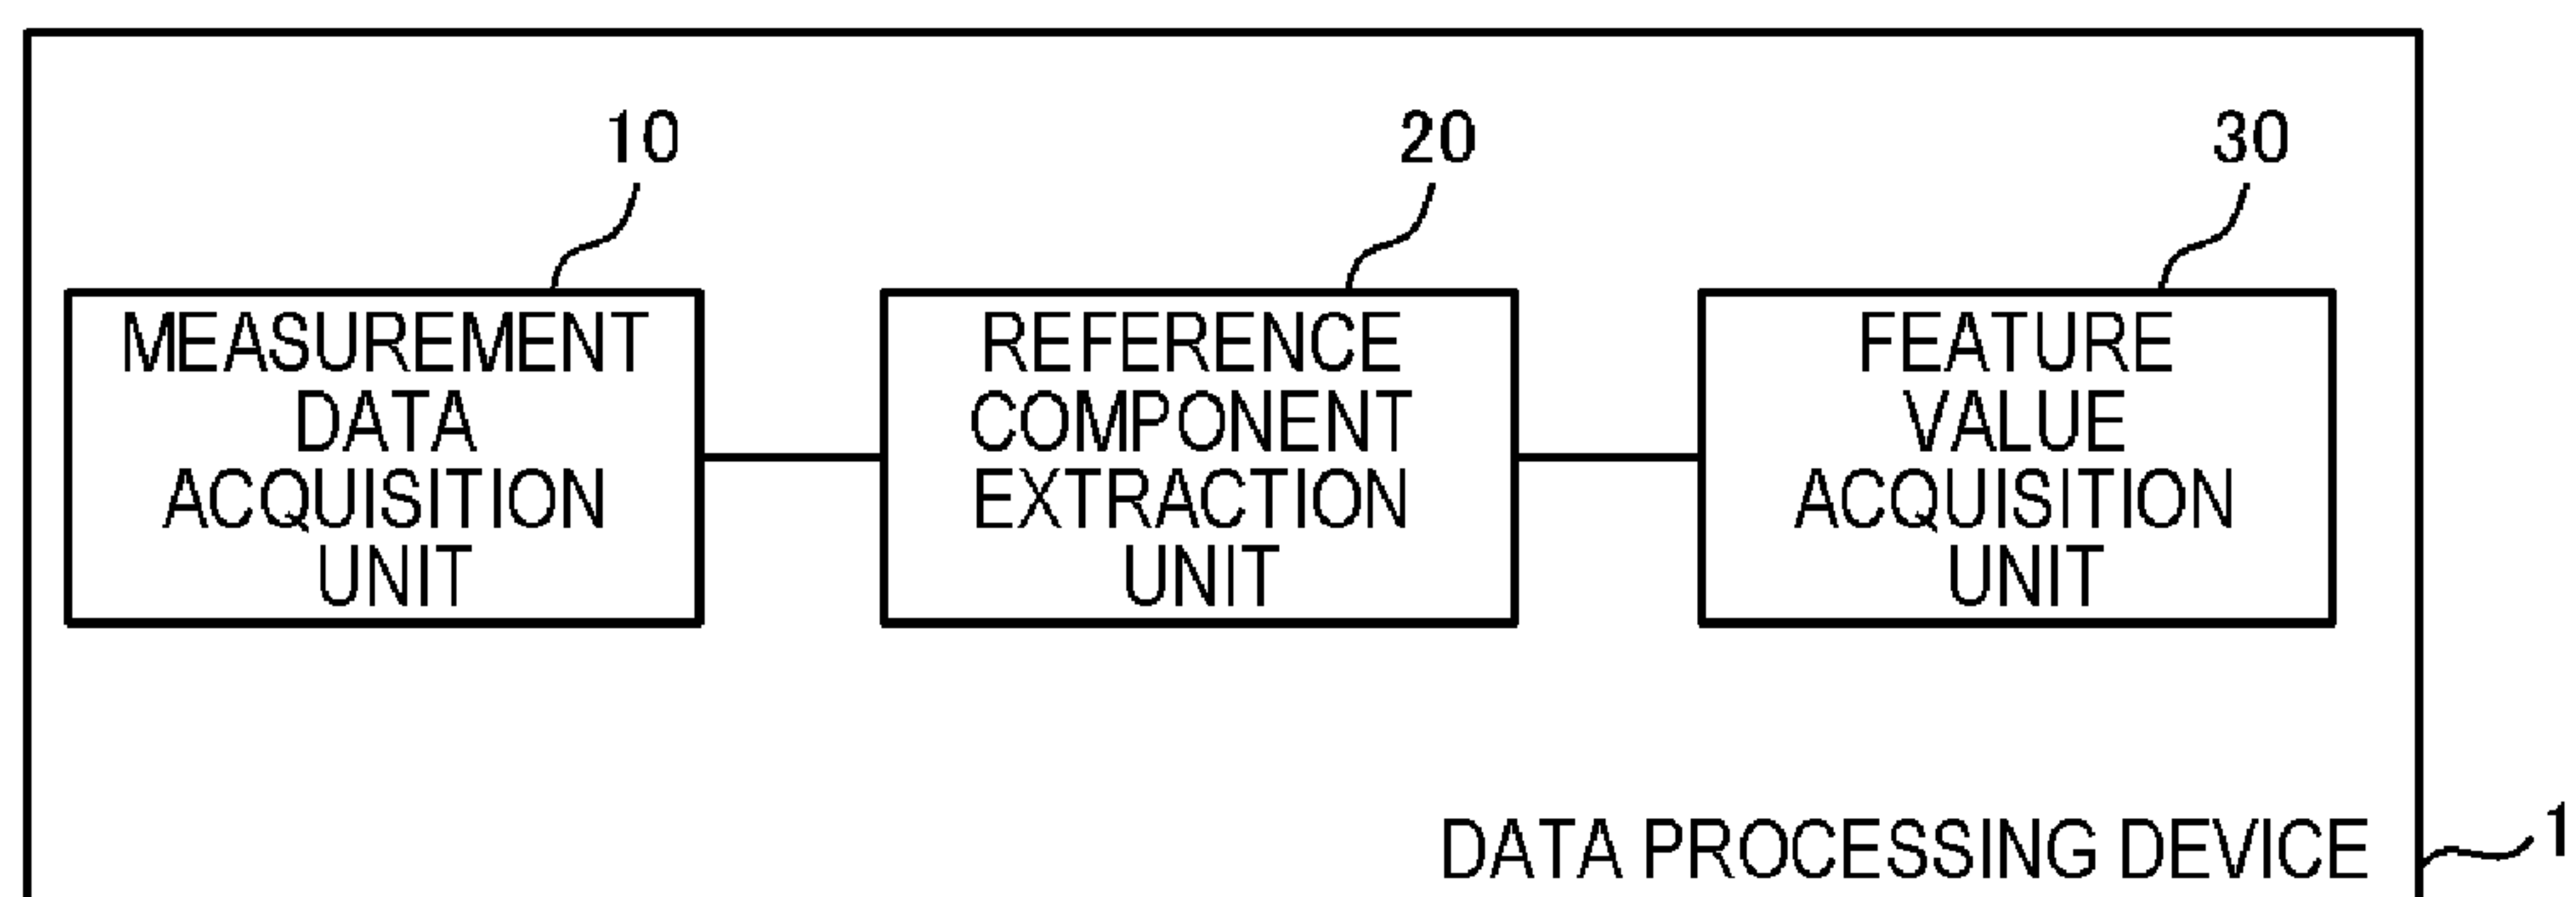 10
20
30
MEASUREMENT
DATA
ACQUISITION
UNIT
REFERENCE
COMPONENT
EXTRACTION
UNIT
FEATURE
VALUE
ACQUISITION
UNIT
DATA PROCESSING DEVICE
1